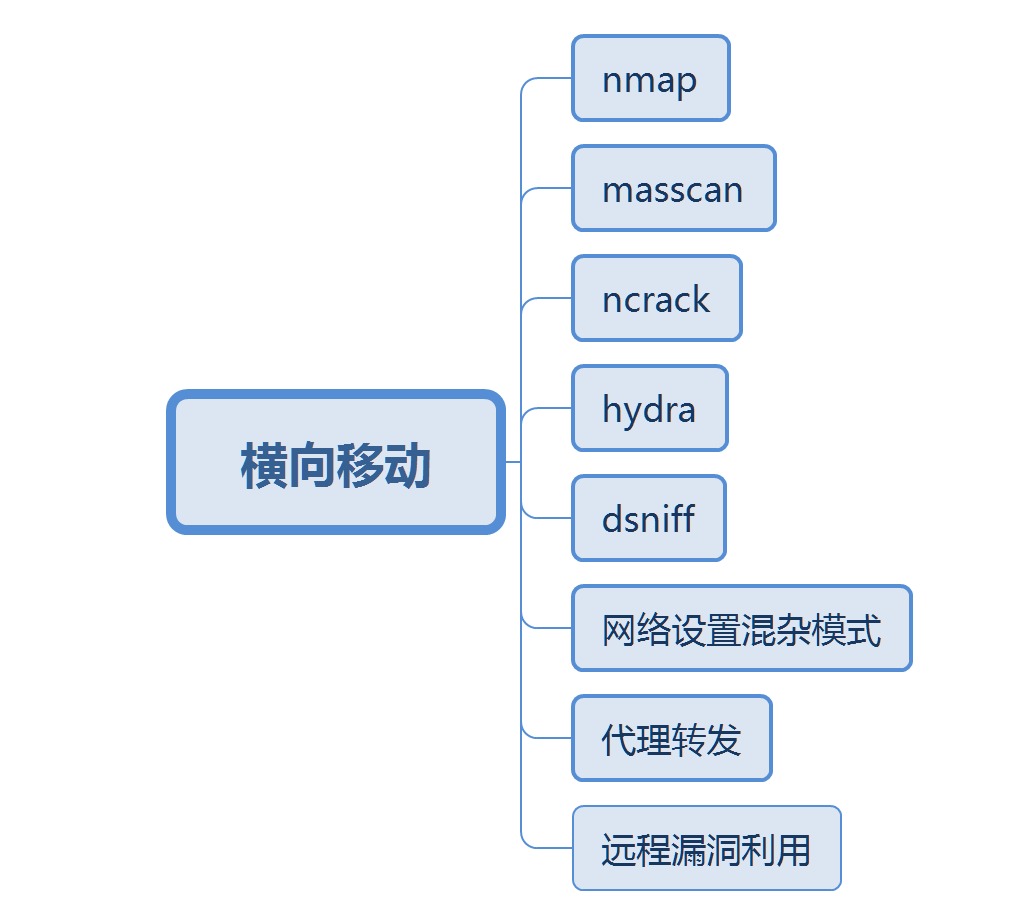 nmap
masscan
ncrack
hydra
横向移动
dsniff
网络设置混杂模式
代理转发
远程漏洞利用